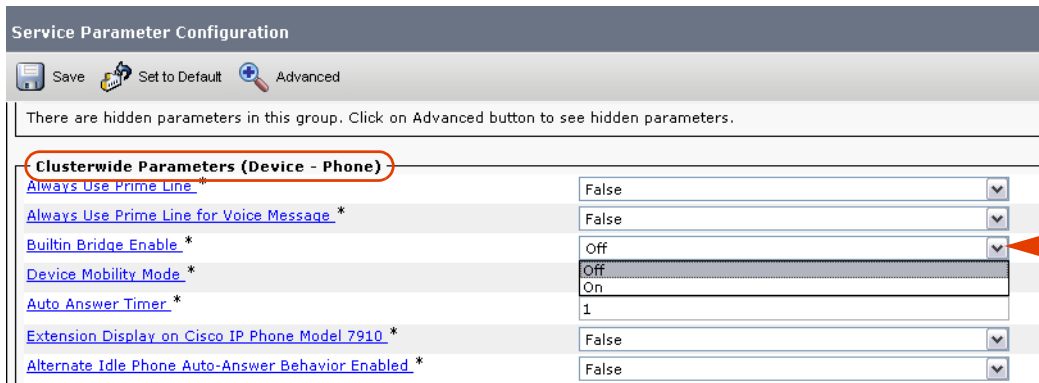 Service Parameter Configuration
Save Set to Default Advanced
There are hidden parameters in this group. Click on Advanced button to see hidden parameters.
Clusterwide Parameters (Device - Phone)
Always Use Prime Line * False
Always Use Prime Line for Voice Message * False
Builtin Bridge Enable * Off
Off
Device Mobility Mode *
On
Auto Answer Timer * 1
Extension Display on Cisco IP Phone Model 7910 * False
Alternate Idle Phone Auto-Answer Behavior Enabled * False